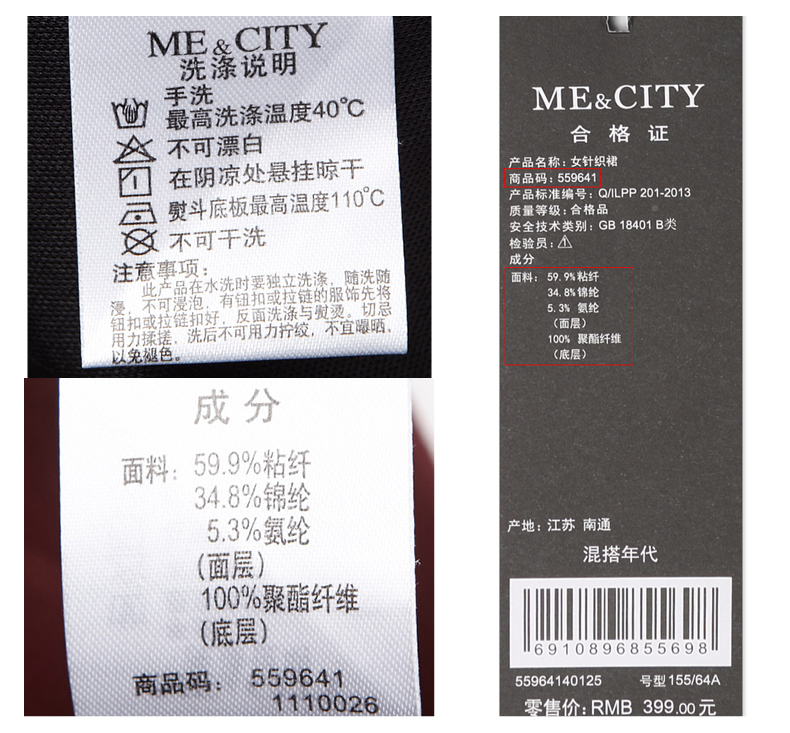 ME&CITY
洗涤说明
手洗
最高洗涤温度40℃
不可漂白
在阴凉处悬挂晾干
熨斗底板最高温度110℃
不可干洗
注意事项:
此产品在水洗时要独立洗涤，随洗随
浸，不可浸泡，有钮扣或拉链的服饰先将
钮扣或拉链扣好，反面洗涤与熨烫。切忌
用力揉搓，洗后不可用力拧绞，不宜曝晒，
以免褪色。
成分
面料: 59.9%粘纤
34.8%锦纶
5.3%氨纶
(面层)
100%聚酯纤维
(底层)
商品码: 559641
1110026
ME&CITY
合格证
产品名称: 女针织裙
商品码: 559641
产品标准编号: Q/ILPP 201-2013
质量等级: 合格品
安全技术类别: GB 18401 B类
检验员:
成分
面料: 59.9%粘纤
34.8%锦纶
5.3% 氨纶
(面层)
100% 聚酯纤维
(底层)
产地: 江苏 南通
混搭年代
6910896855698
55964140125 号型155/64A
零售价: RMB 399.00元